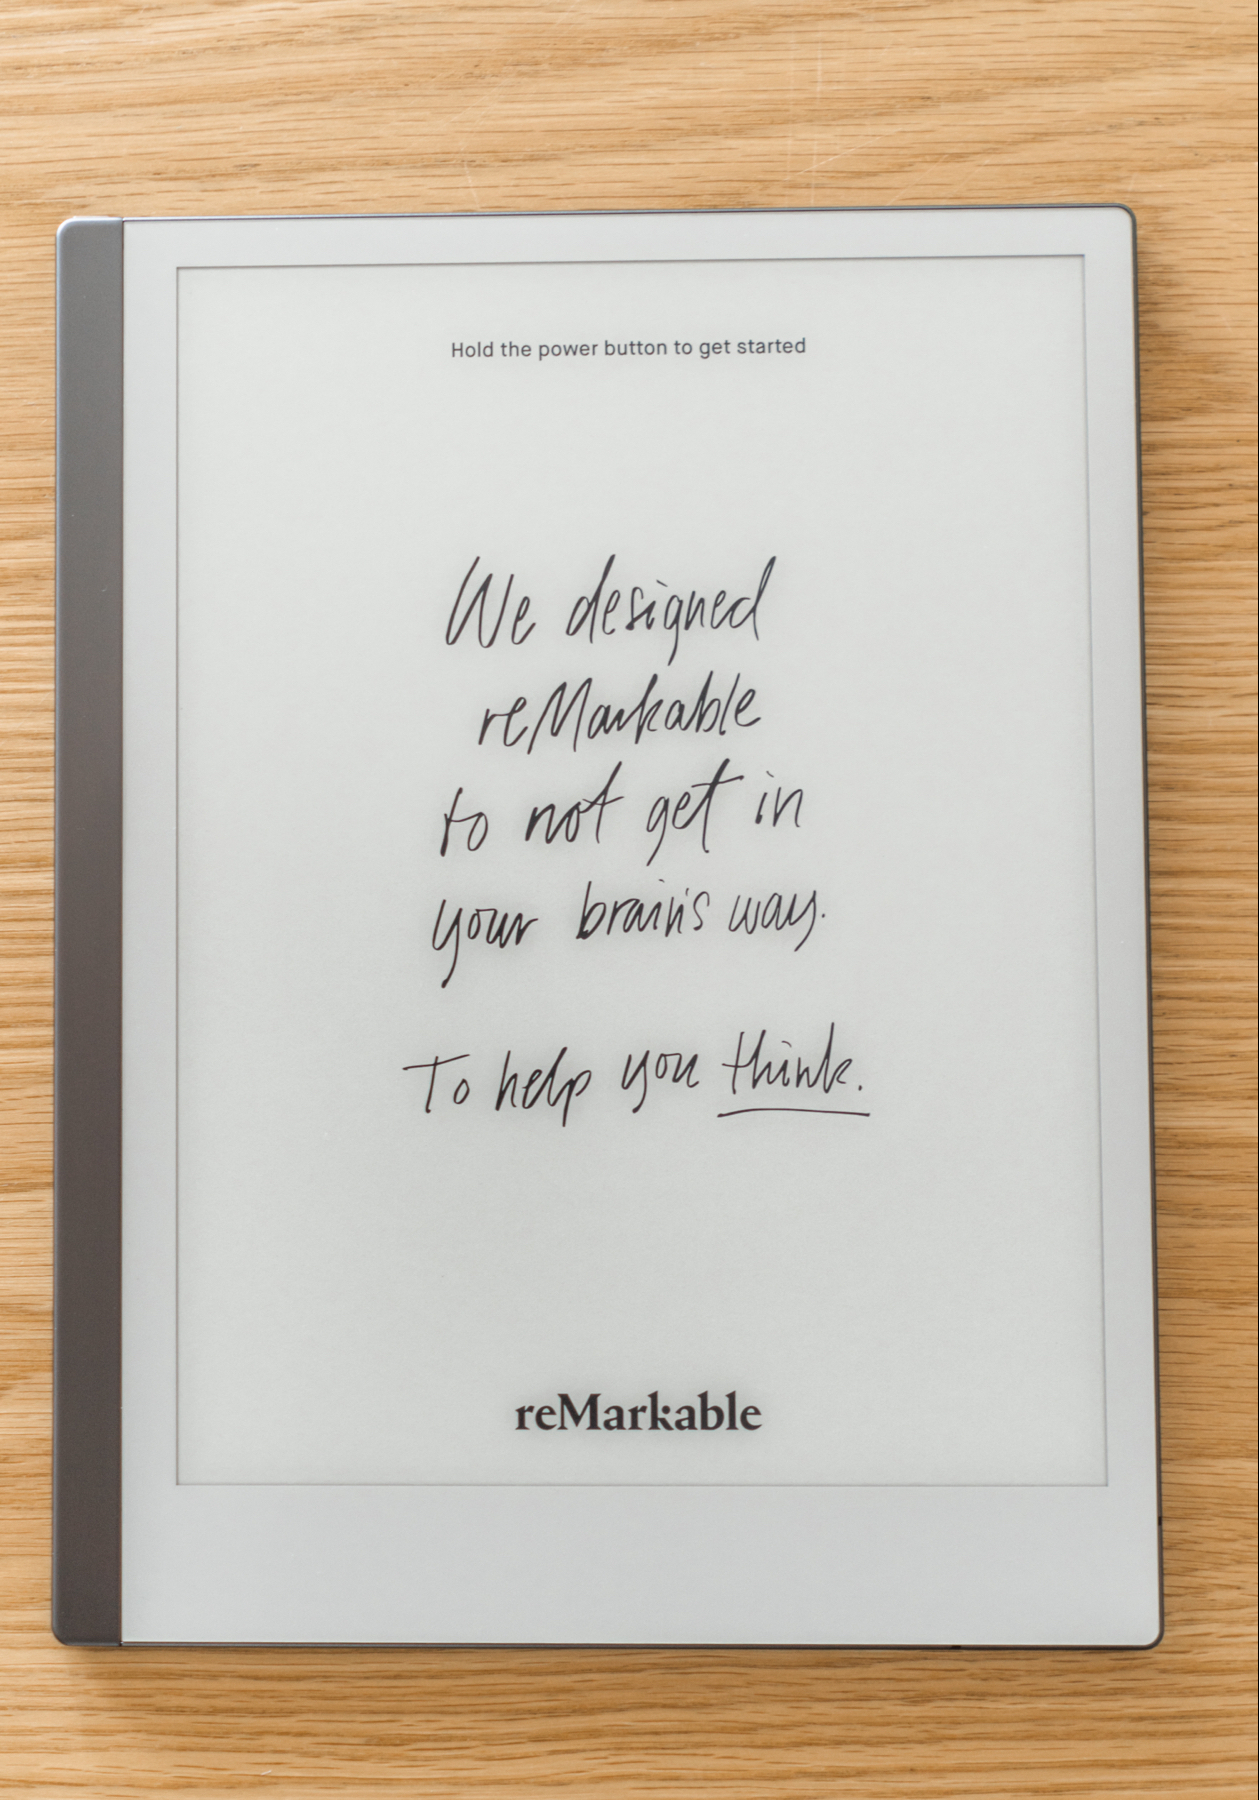 Hold the power button to get started
We designed
reMarkable
to not get in
your brain's way.
To help you think.
reMarkable